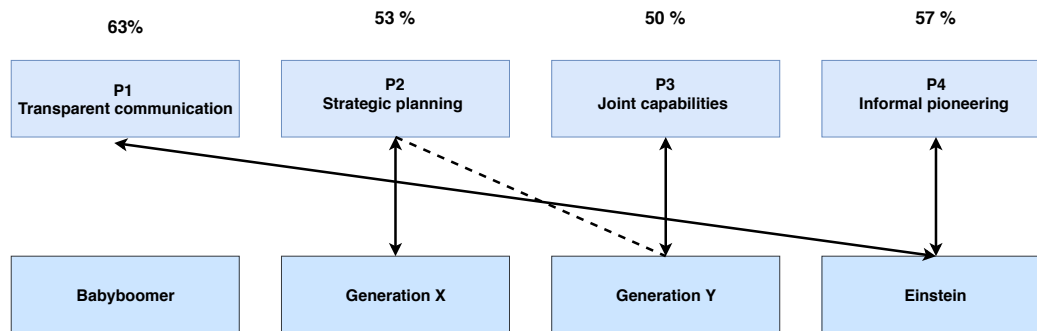 63%
53 %
50 %
57 %
P1
Transparent communication
P2
Strategic planning
P3
Joint capabilities
P4
Informal pioneering
Babyboomer
Generation X
Generation Y
Einstein